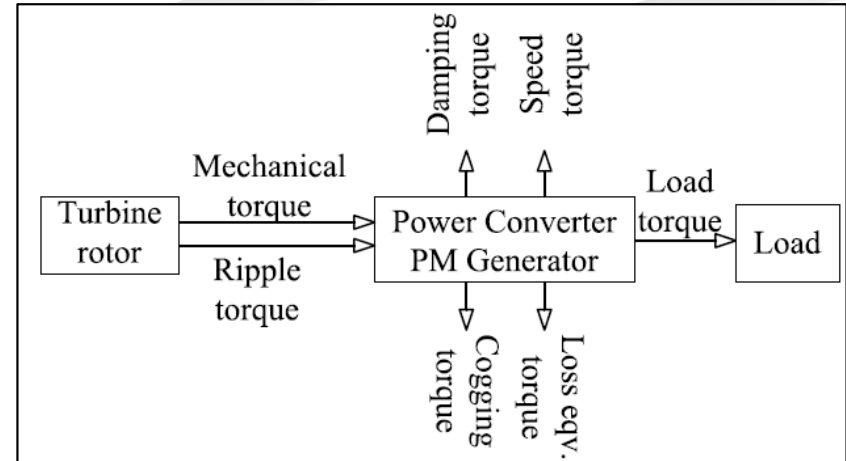 Damping
torque
Speed
torque
Mechanical
torque
Load
torque
Turbine
rotor
Power Converter
PM Generator
Load
Ripple
torque
Cogging
torque
Loss eqv.
torque